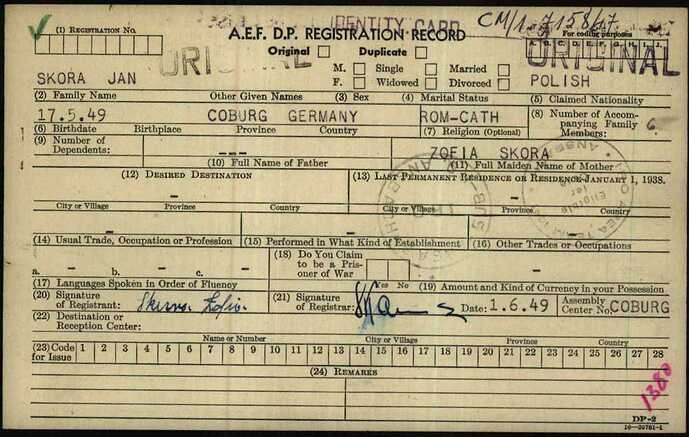 IDENTITY CARD
CM/1-7158/47
(1) Registration No.
A.E.F. D.P. REGISTRATION RECORD
For coding purposes
A. B. C. D. E. F. G. H. I. J.
Original Duplicate
ORIGINAL ORIGINAL
M. Single Married
F. Widowed Divorced
SKORA JAN POLISH
(2) Family Name Other Given Names (3) Sex (4) Marital Status (5) Claimed Nationality
17.5.49 COBURG GERMANY ROM-CATH
(6) Birthdate Birthplace Province Country (7) Religion (Optional) (8) Number of Accompanying Family Members: 6
(9) Number of Dependents: --- ZOFIA SKORA
(10) Full Name of Father (11) Full Maiden Name of Mother
(12) Desired Destination (13) Last Permanent Residence or Residence January 1, 1938.
- -
City or Village Province Country City or Village Province Country
-
(14) Usual Trade, Occupation or Profession (15) Performed in What Kind of Establishment (16) Other Trades or Occupations
a. - b. - c. - (18) Do You Claim to be a Prisoner of War Yes No
(17) Languages Spoken in Order of Fluency (19) Amount and Kind of Currency in your Possession
(20) Signature of Registrant: Skura Zofia (21) Signature of Registrar: Date: 1.6.49 Assembly Center No. COBURG
(22) Destination or Reception Center:
Name or Number City or Village Province Country
(23) Code for Issue 1 2 3 4 5 6 7 8 9 10 11 12 13 14 15 16 17 18 19 20 21 22 23 24 25 26 27 28
(24) Remarks
1380
DP-2
16-20781-1